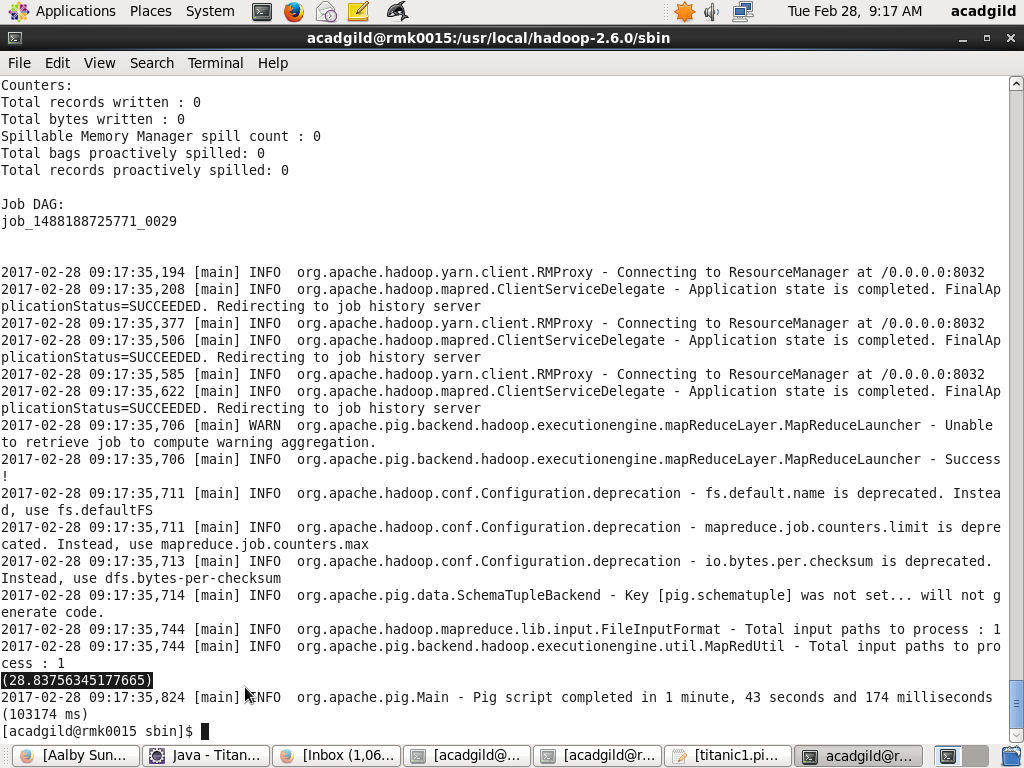 Applications Places System Tue Feb 28, 9:17 AM acadgild
acadgild@rmk0015:/usr/local/hadoop-2.6.0/sbin
File Edit View Search Terminal Help
Counters:
Total records written : 0
Total bytes written : 0
Spillable Memory Manager spill count : 0
Total bags proactively spilled: 0
Total records proactively spilled: 0
Job DAG:
job_1488188725771_0029
2017-02-28 09:17:35,194 [main] INFO  org.apache.hadoop.yarn.client.RMProxy - Connecting to ResourceManager at /0.0.0.0:8032
2017-02-28 09:17:35,208 [main] INFO  org.apache.hadoop.mapred.ClientServiceDelegate - Application state is completed. FinalAp
plicationStatus=SUCCEEDED. Redirecting to job history server
2017-02-28 09:17:35,377 [main] INFO  org.apache.hadoop.yarn.client.RMProxy - Connecting to ResourceManager at /0.0.0.0:8032
2017-02-28 09:17:35,506 [main] INFO  org.apache.hadoop.mapred.ClientServiceDelegate - Application state is completed. FinalAp
plicationStatus=SUCCEEDED. Redirecting to job history server
2017-02-28 09:17:35,585 [main] INFO  org.apache.hadoop.yarn.client.RMProxy - Connecting to ResourceManager at /0.0.0.0:8032
2017-02-28 09:17:35,622 [main] INFO  org.apache.hadoop.mapred.ClientServiceDelegate - Application state is completed. FinalAp
plicationStatus=SUCCEEDED. Redirecting to job history server
2017-02-28 09:17:35,706 [main] WARN  org.apache.pig.backend.hadoop.executionengine.mapReduceLayer.MapReduceLauncher - Unable
to retrieve job to compute warning aggregation.
2017-02-28 09:17:35,706 [main] INFO  org.apache.pig.backend.hadoop.executionengine.mapReduceLayer.MapReduceLauncher - Success
!
2017-02-28 09:17:35,711 [main] INFO  org.apache.hadoop.conf.Configuration.deprecation - fs.default.name is deprecated. Instea
d, use fs.defaultFS
2017-02-28 09:17:35,711 [main] INFO  org.apache.hadoop.conf.Configuration.deprecation - mapreduce.job.counters.limit is depre
cated. Instead, use mapreduce.job.counters.max
2017-02-28 09:17:35,713 [main] INFO  org.apache.hadoop.conf.Configuration.deprecation - io.bytes.per.checksum is deprecated.
Instead, use dfs.bytes-per-checksum
2017-02-28 09:17:35,714 [main] INFO  org.apache.pig.data.SchemaTupleBackend - Key [pig.schematuple] was not set... will not g
enerate code.
2017-02-28 09:17:35,744 [main] INFO  org.apache.hadoop.mapreduce.lib.input.FileInputFormat - Total input paths to process : 1
2017-02-28 09:17:35,744 [main] INFO  org.apache.pig.backend.hadoop.executionengine.util.MapRedUtil - Total input paths to pro
cess : 1
(28.83756345177665)
2017-02-28 09:17:35,824 [main] INFO  org.apache.pig.Main - Pig script completed in 1 minute, 43 seconds and 174 milliseconds
(103174 ms)
[acadgild@rmk0015 sbin]$
[Aalby Sun... Java - Titan... [Inbox (1,06... [acadgild@... [acadgild@r... [titanic1.pi... acadgild@r...